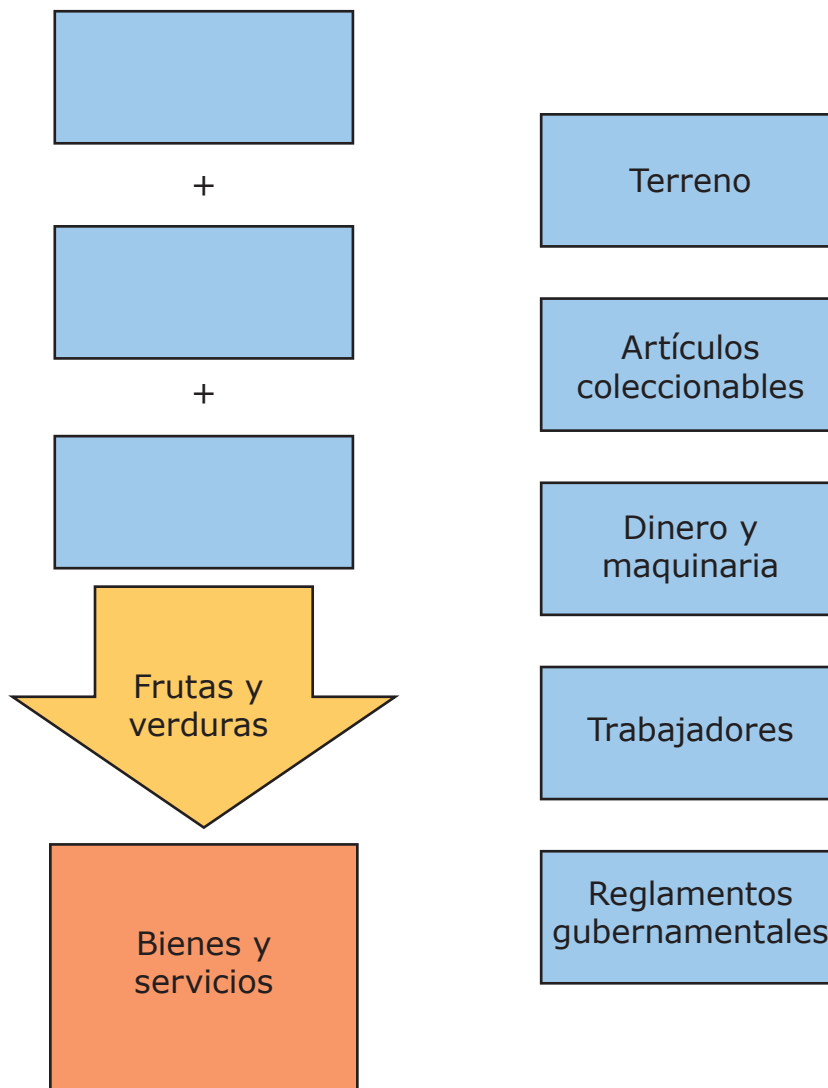 +
+
Frutas y
verduras
Bienes y
servicios
Terreno
Artículos
coleccionables
Dinero y
maquinaria
Trabajadores
Reglamentos
gubernamentales